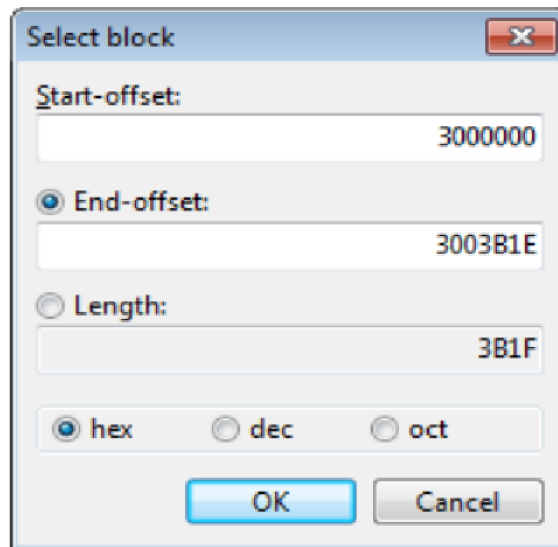 Select block
Start-offset:
3000000
End-offset:
3003B1E
Length:
3B1F
hex dec oct
OK Cancel